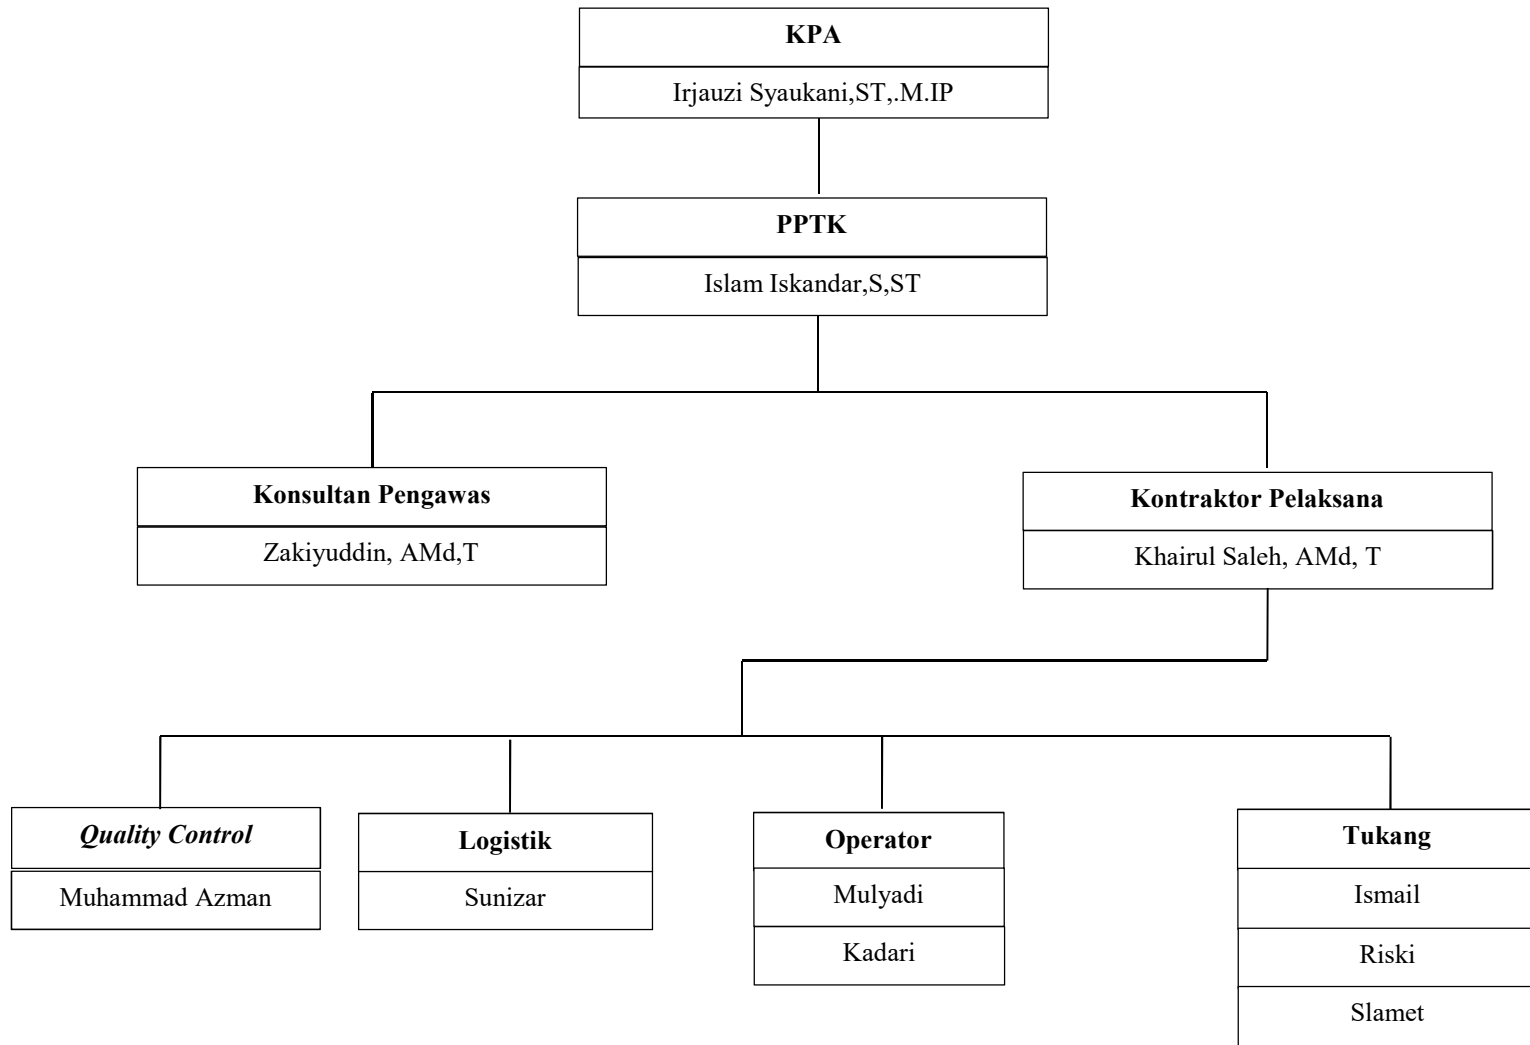 KPA
Irjauzi Syaukani,ST,.M.IP
PPTK
Islam Iskandar,S,ST
Konsultan Pengawas
Zakiyuddin, AMd,T
Kontraktor Pelaksana
Khairul Saleh, AMd, T
Quality Control
Muhammad Azman
Logistik
Sunizar
Operator
Mulyadi
Kadari
Tukang
Ismail
Riski
Slamet